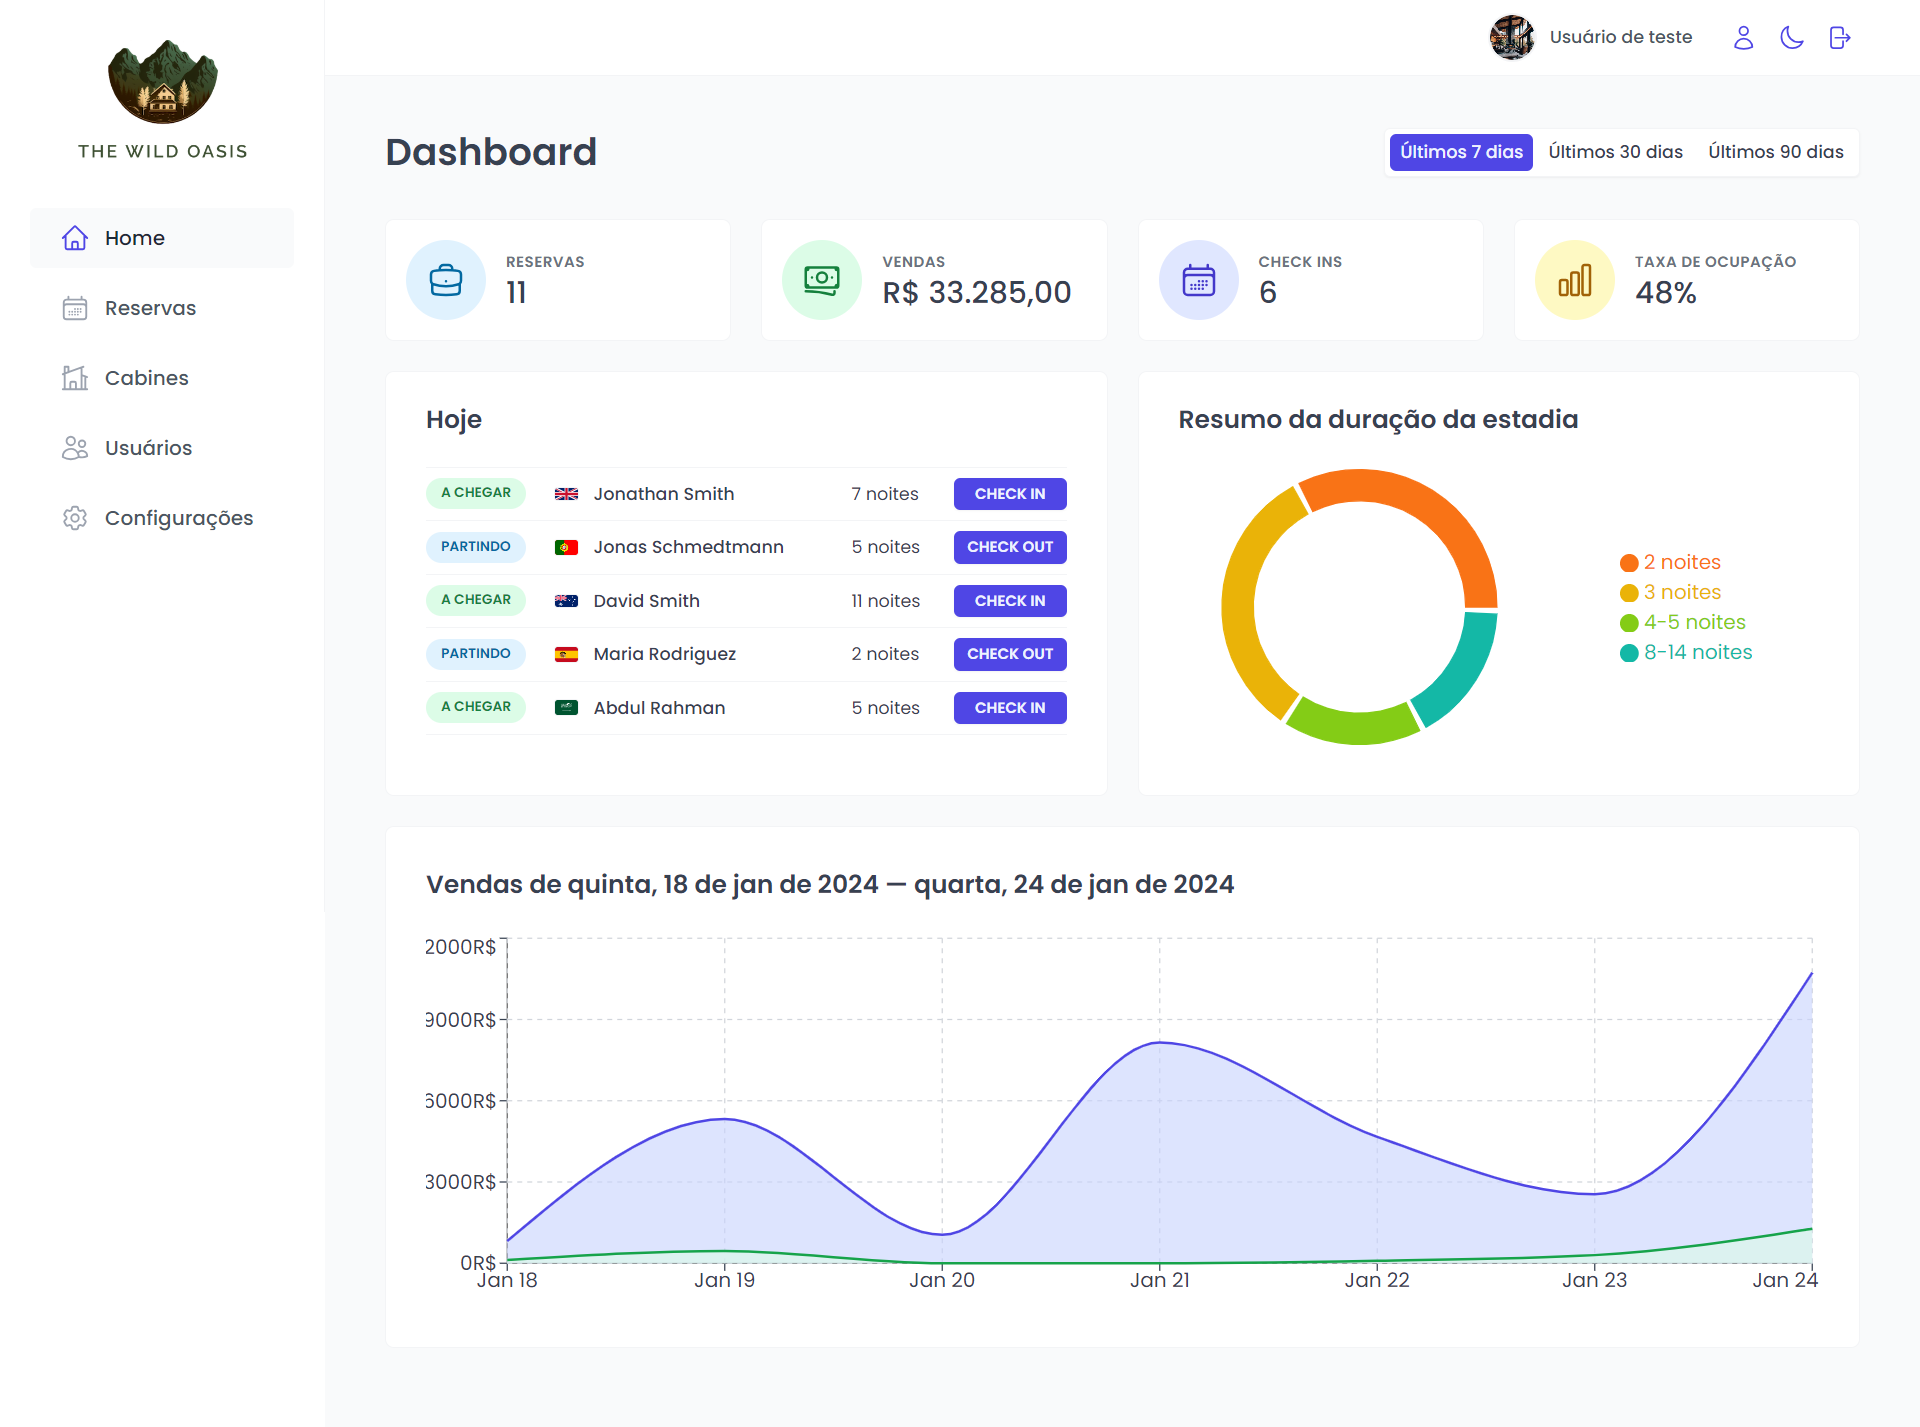 THE WILD OASIS
Home
Reservas
Cabines
Usuários
Configurações
Usuário de teste
Dashboard
Últimos 7 dias Últimos 30 dias Últimos 90 dias
RESERVAS
11
VENDAS
R$ 33.285,00
CHECK INS
6
TAXA DE OCUPAÇÃO
48%
Hoje
A CHEGAR Jonathan Smith 7 noites CHECK IN
PARTINDO Jonas Schmedtmann 5 noites CHECK OUT
A CHEGAR David Smith 11 noites CHECK IN
PARTINDO Maria Rodriguez 2 noites CHECK OUT
A CHEGAR Abdul Rahman 5 noites CHECK IN
Resumo da duração da estadia
2 noites
3 noites
4-5 noites
8-14 noites
Vendas de quinta, 18 de jan de 2024 — quarta, 24 de jan de 2024
2000R$
9000R$
6000R$
3000R$
0R$
Jan 18 Jan 19 Jan 20 Jan 21 Jan 22 Jan 23 Jan 24